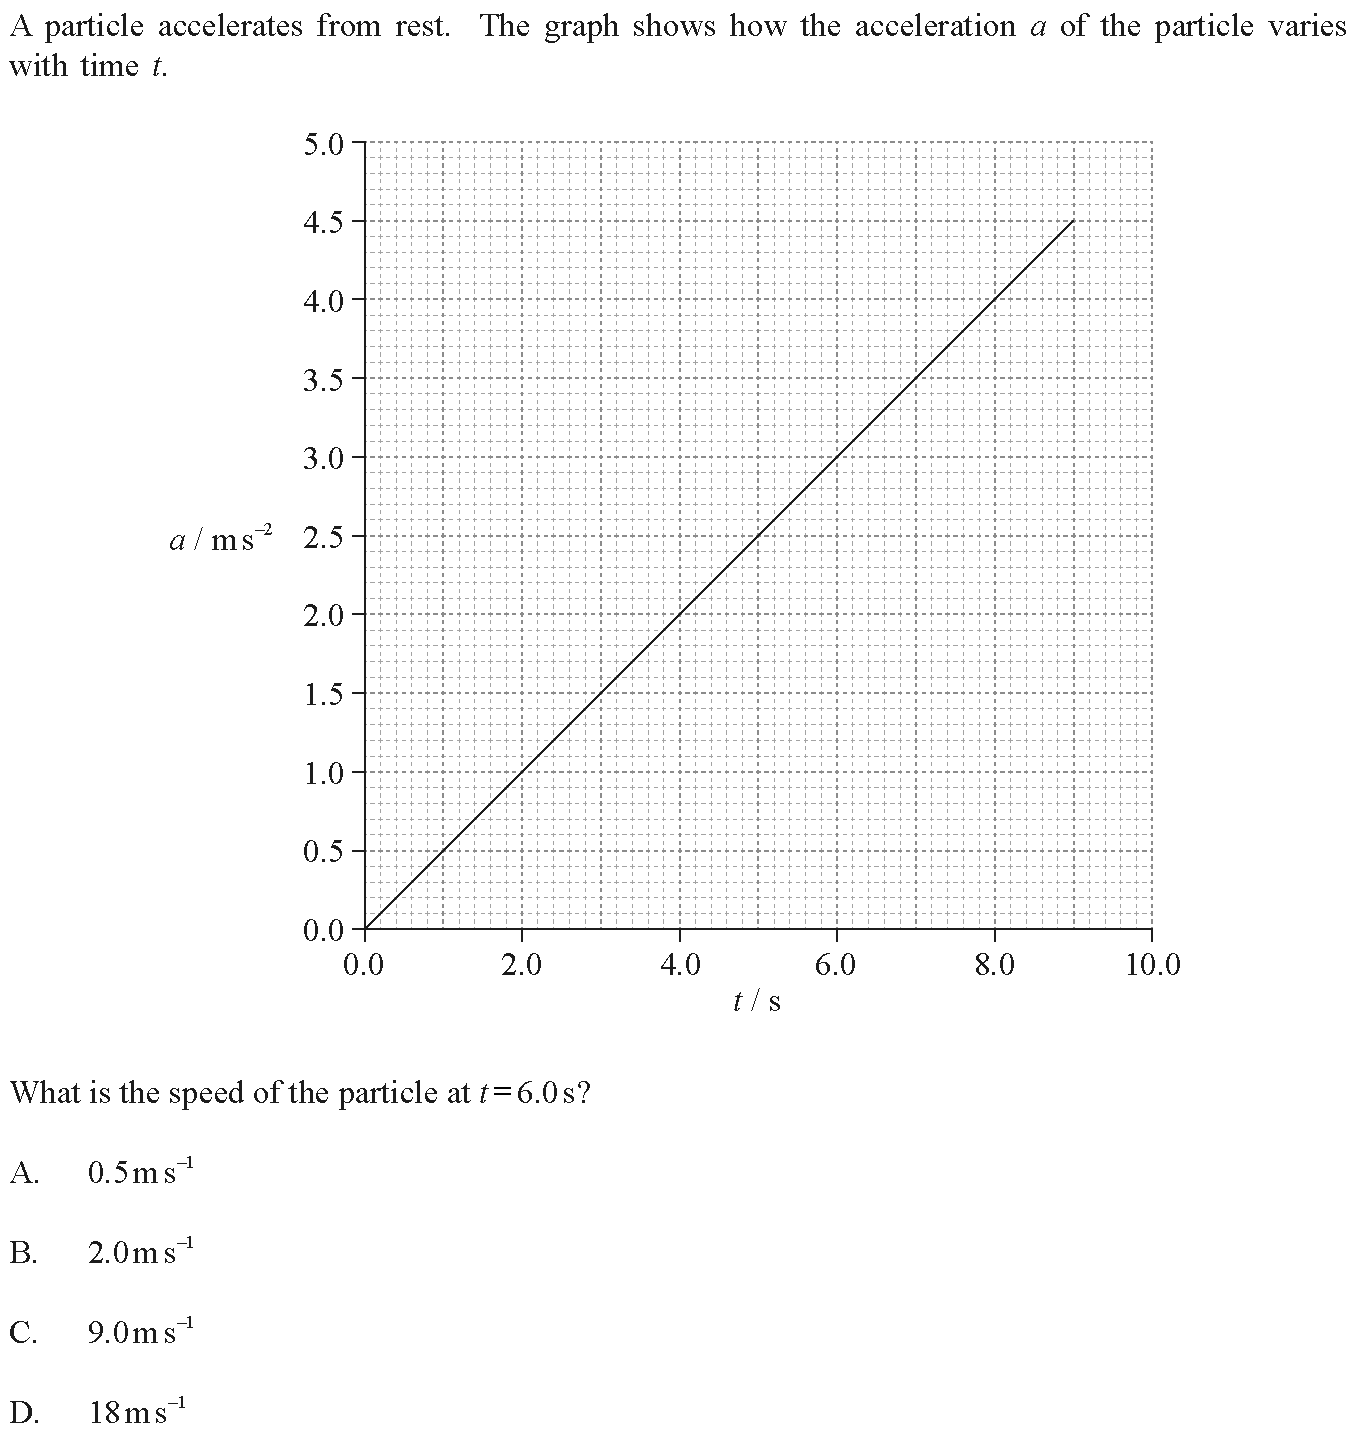 A particle accelerates from rest. The graph shows how the acceleration a of the particle varies
with time t.
5.0
4.5
4.0
3.5
3.0
a / m s⁻² 2.5
2.0
1.5
1.0
0.5
0.0
0.0 2.0 4.0 6.0 8.0 10.0
t / s
What is the speed of the particle at t = 6.0 s?
A. 0.5 m s⁻¹
B. 2.0 m s⁻¹
C. 9.0 m s⁻¹
D. 18 m s⁻¹